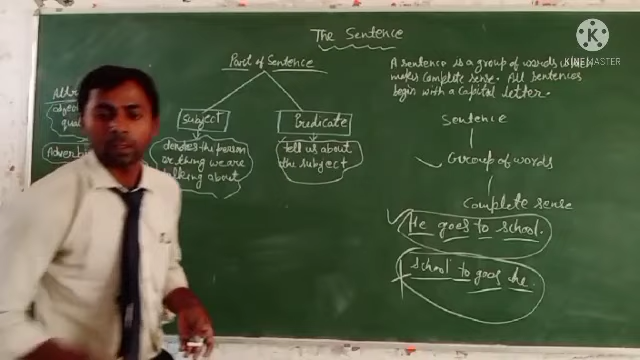 The Sentence
Part of Sentence
Subject
Predicate
denotes the person
or thing we are
talking about
tell us about
the subject
A sentence is a group of words
makes complete sense. All sentences
begin with a capital letter.
Sentence
Group of words
Complete sense
He goes to school.
School to goes he.
KINEMASTER